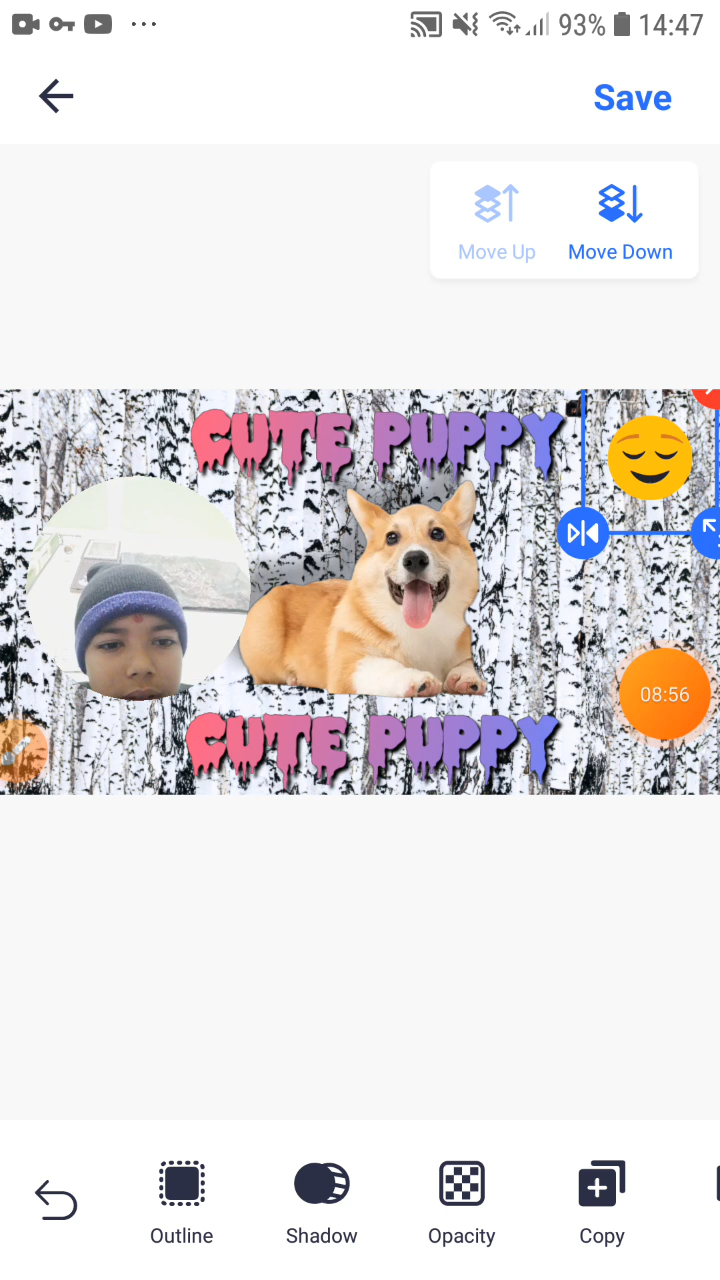 93% 14:47
Save
Move Up Move Down
CUTE PUPPY
08:56
CUTE PUPPY
Outline Shadow Opacity Copy